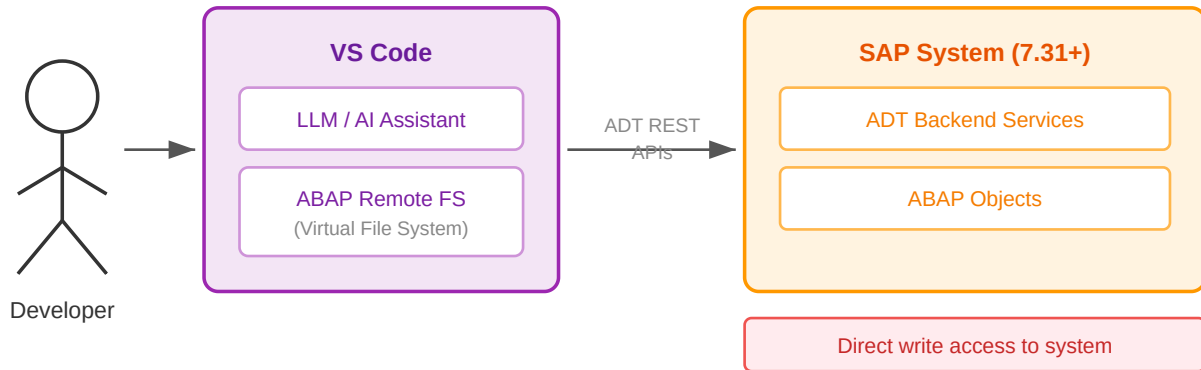 VS Code
LLM / AI Assistant
ABAP Remote FS
(Virtual File System)
Developer
ADT REST
APIs
SAP System (7.31+)
ADT Backend Services
ABAP Objects
Direct write access to system